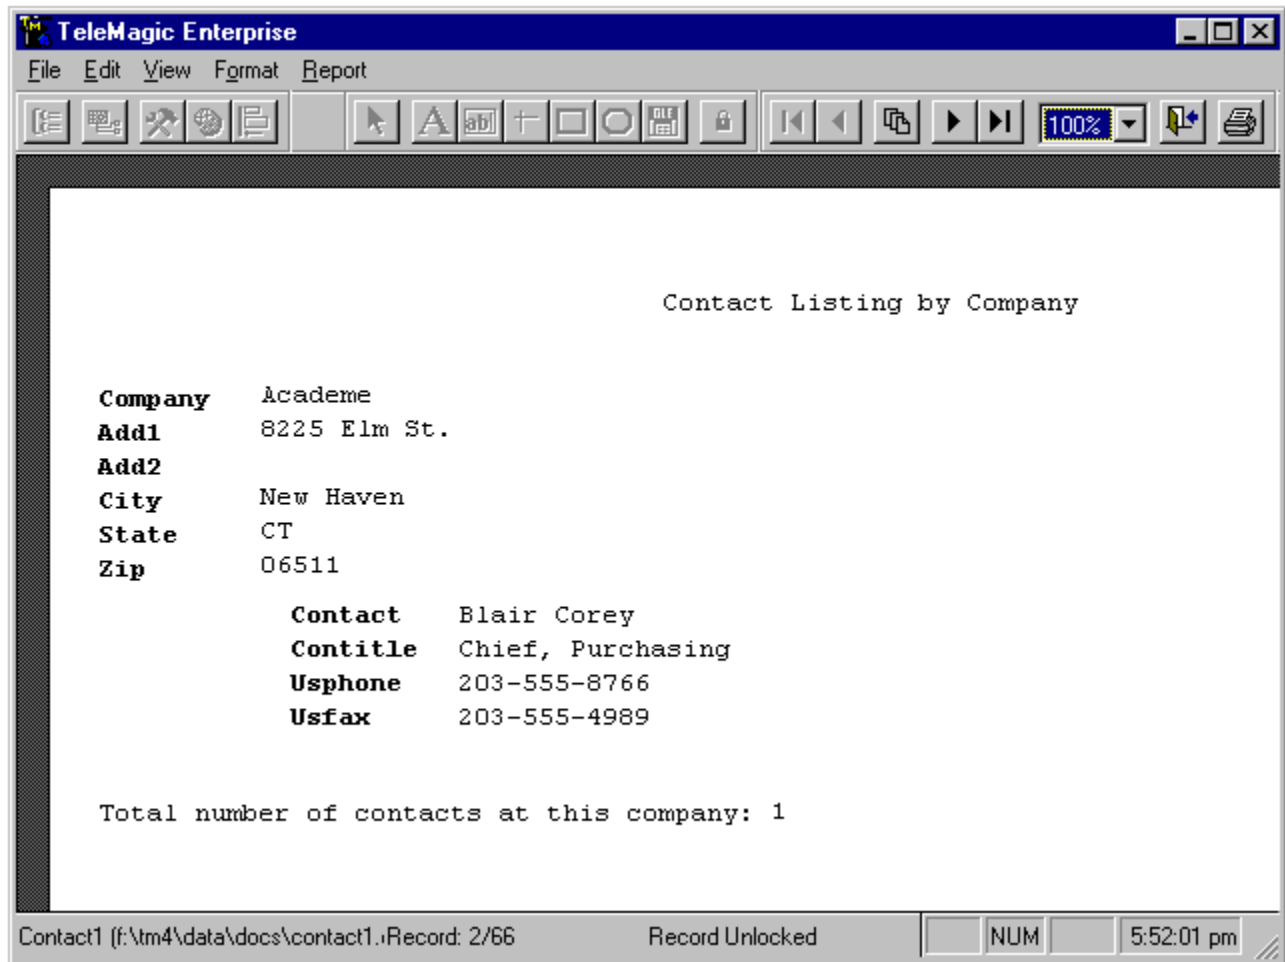 TeleMagic Enterprise
File Edit View Format Report
100%
Contact Listing by Company
Company Academe
Add1 8225 Elm St.
Add2
City New Haven
State CT
Zip 06511
Contact Blair Corey
Contitle Chief, Purchasing
Usphone 203-555-8766
Usfax 203-555-4989
Total number of contacts at this company: 1
Contact1 (f:\tm4\data\docs\contact1. Record: 2/66 Record Unlocked NUM 5:52:01 pm